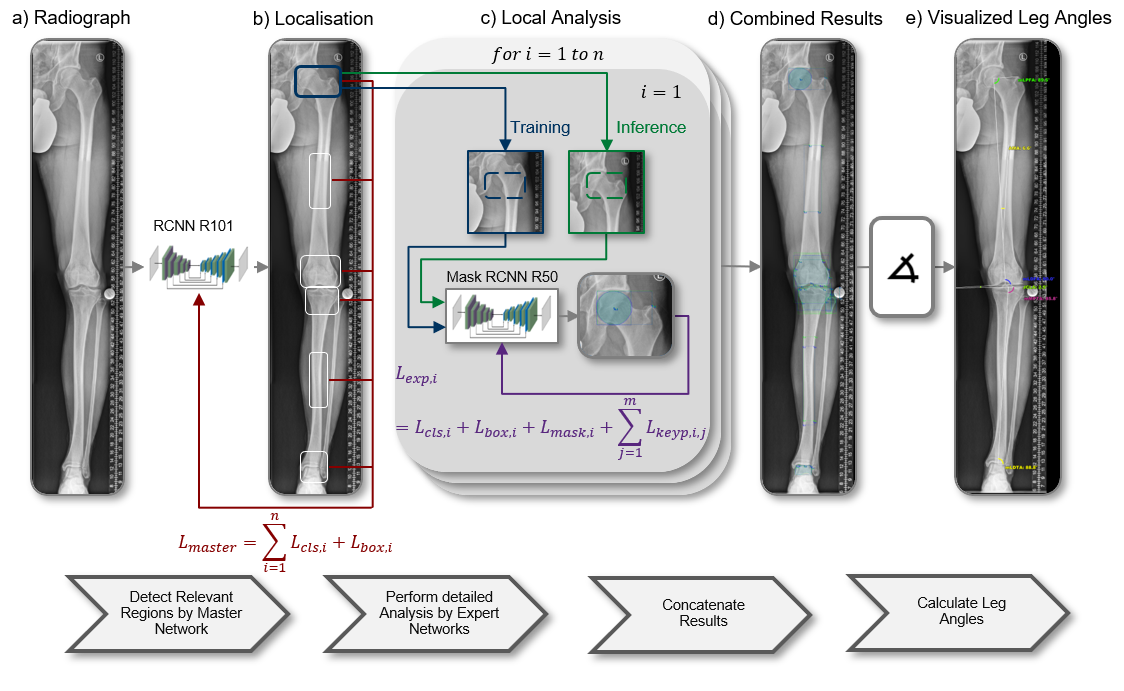 a) Radiograph
b) Localisation
c) Local Analysis
d) Combined Results
e) Visualized Leg Angles
for i = 1 to n
i = 1
Training
Inference
RCNN R101
Mask RCNN R50
L_{exp,i}
= L_{cls,i} + L_{box,i} + L_{mask,i} + \sum_{j=1}^{m} L_{keyp,i,j}
L_{master} = \sum_{i=1}^{n} L_{cls,i} + L_{box,i}
L
L
L
L
L
Detect Relevant
Regions by Master
Network
Perform detailed
Analysis by Expert
Networks
Concatenate
Results
Calculate Leg
Angles